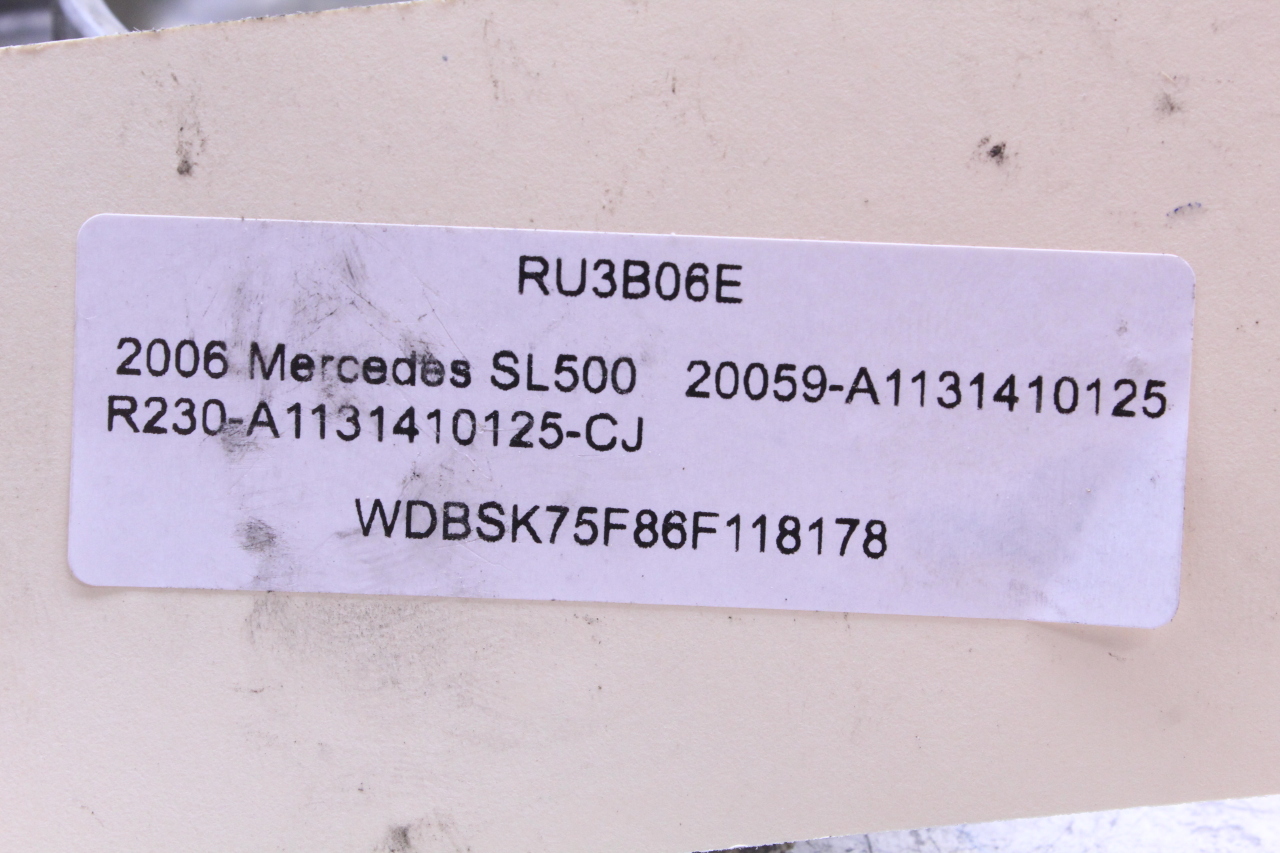 RU3B06E
2006 Mercedes SL500 20059-A1131410125
R230-A1131410125-CJ
WDBSK75F86F118178